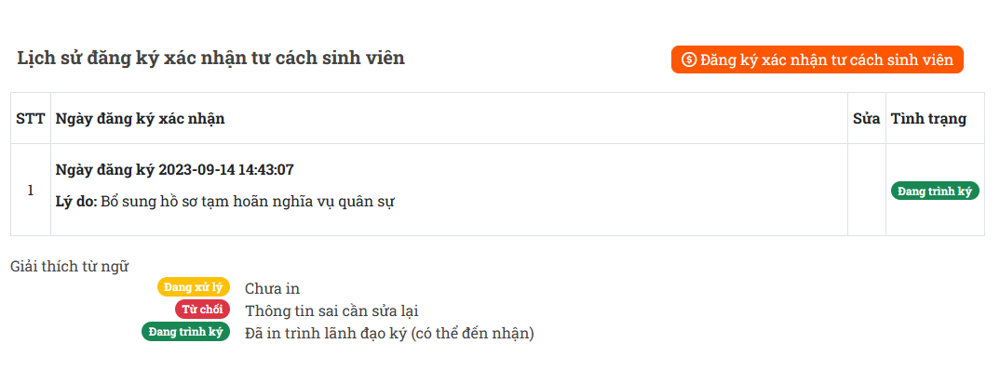 Lịch sử đăng ký xác nhận tư cách sinh viên
Đăng ký xác nhận tư cách sinh viên
STT Ngày đăng ký xác nhận Sửa Tình trạng
Ngày đăng ký 2023-09-14 14:43:07
1 Đang trình ký
Lý do: Bổ sung hồ sơ tạm hoãn nghĩa vụ quân sự
Giải thích từ ngữ
Đang xử lý Chưa in
Từ chối Thông tin sai cần sửa lại
Đang trình ký Đã in trình lãnh đạo ký (có thể đến nhận)